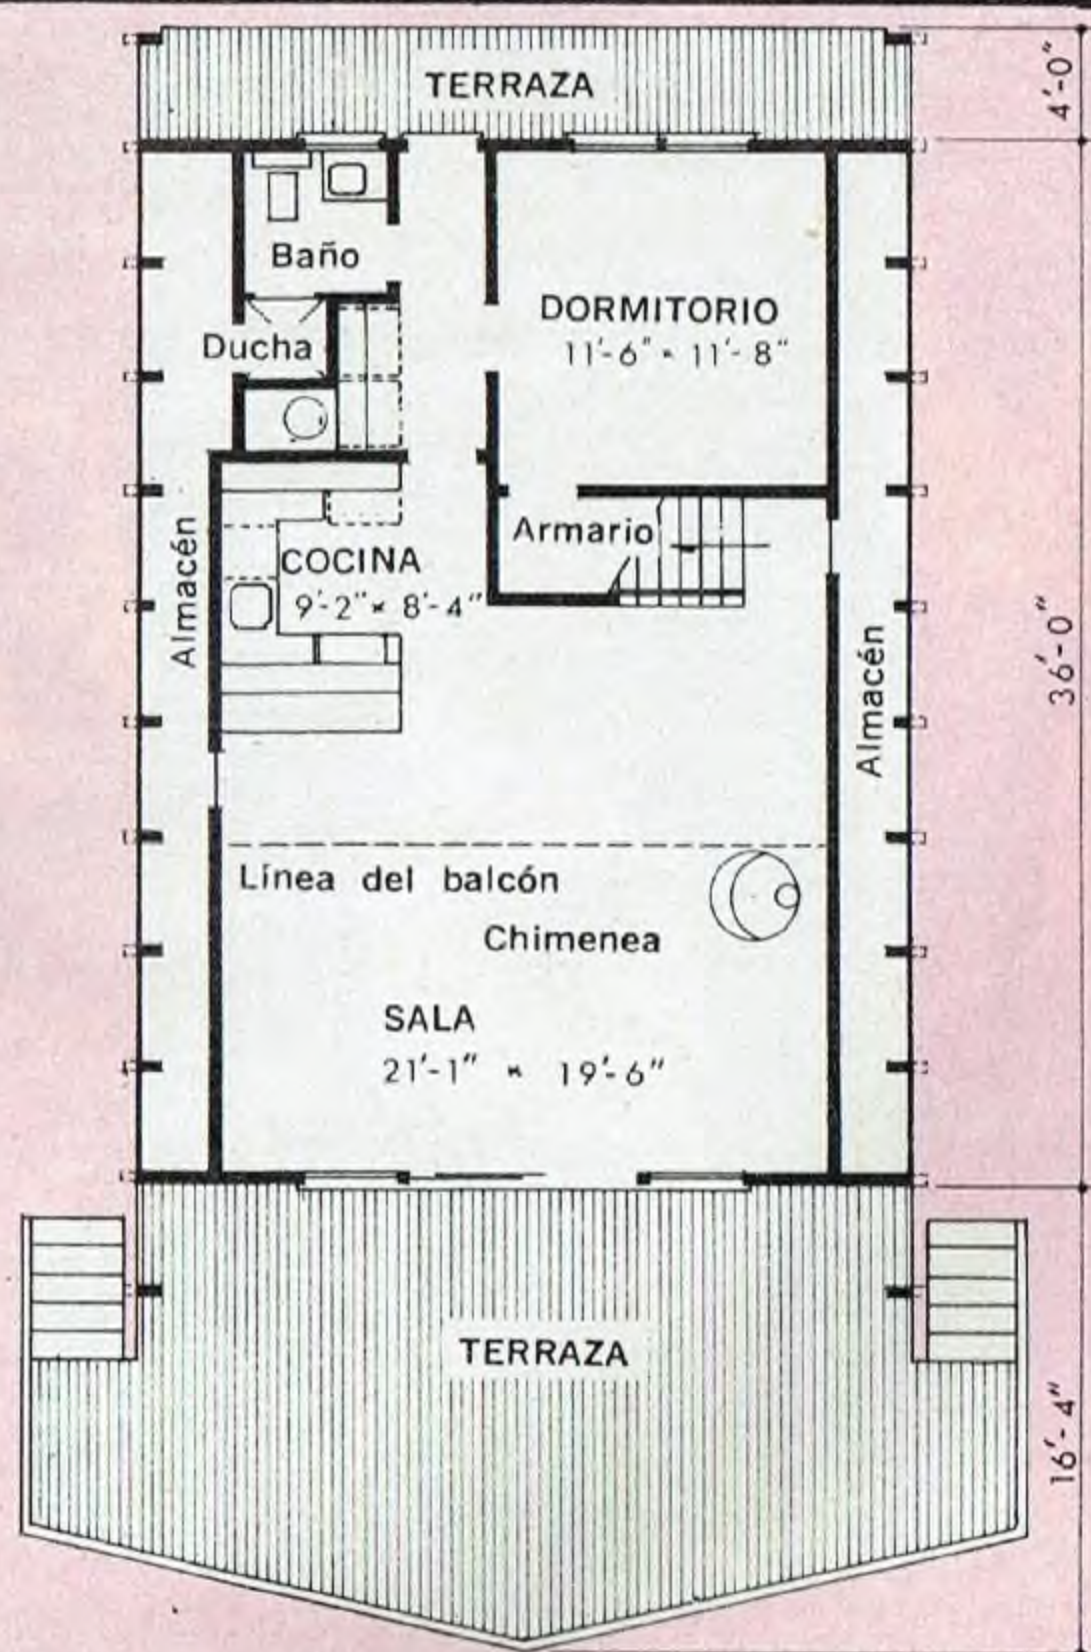 TERRAZA
4'-0"
Baño
DORMITORIO
11'-6" × 11'-8"
Ducha
Armario
COCINA
9'-2" × 8'-4"
Almacén
36'-0"
Almacén
Línea del balcón
Chimenea
SALA
21'-1" × 19'-6"
TERRAZA
16'-4"